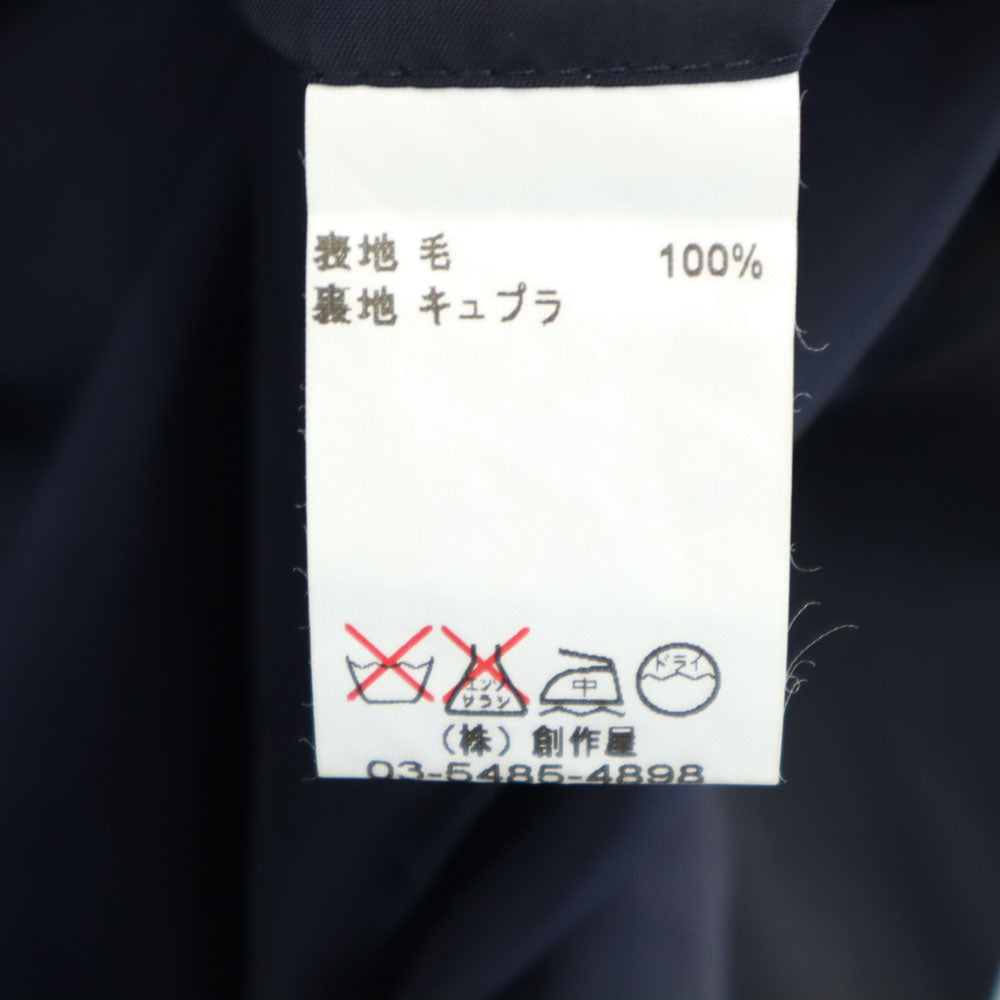 表地 毛 100%
裏地 キュプラ
エンソ
サラシ
中
ドライ
(株) 創作屋
03-5485-4898